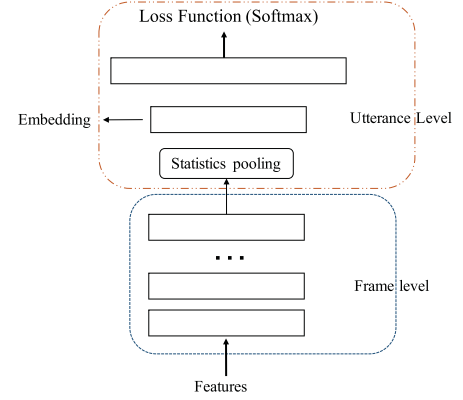 Loss Function (Softmax)
Embedding
Utterance Level
Statistics pooling
...
Frame level
Features